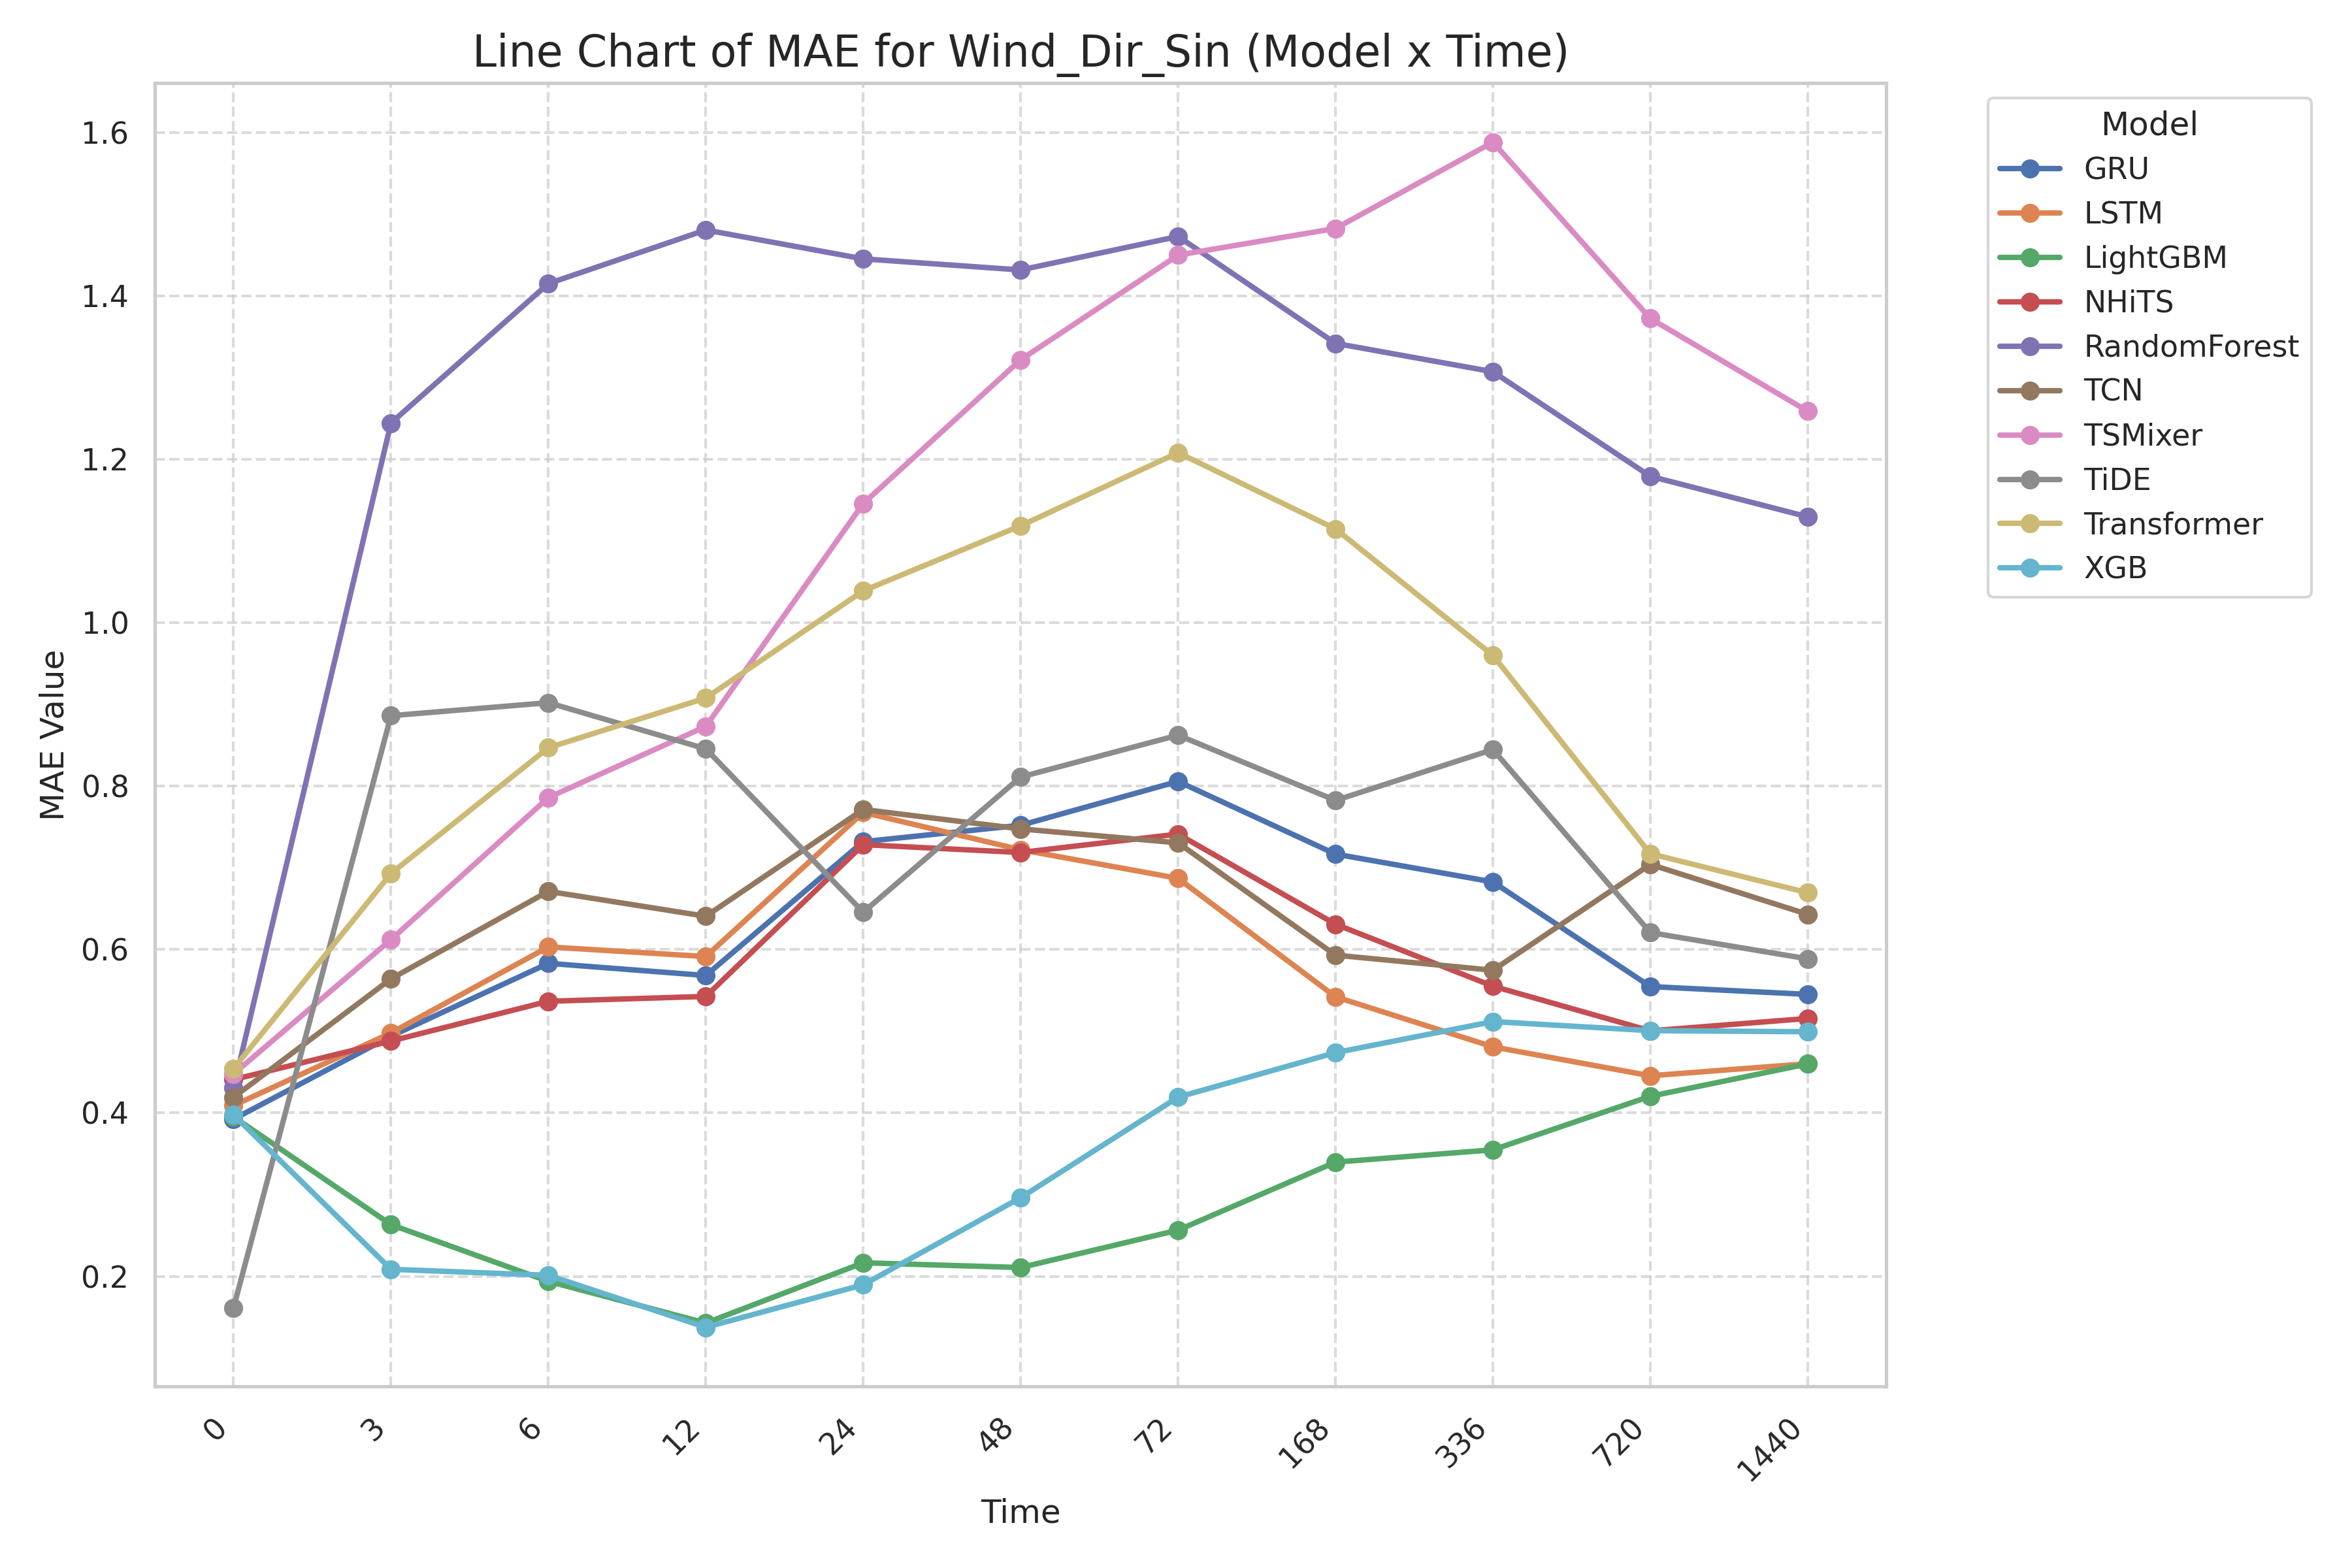 Line Chart of MAE for Wind_Dir_Sin (Model x Time)
MAE Value
1.6
1.4
1.2
1.0
0.8
0.6
0.4
0.2
0
3
6
12
24
48
72
168
336
720
1440
Time
Model
GRU
LSTM
LightGBM
NHiTS
RandomForest
TCN
TSMixer
TiDE
Transformer
XGB